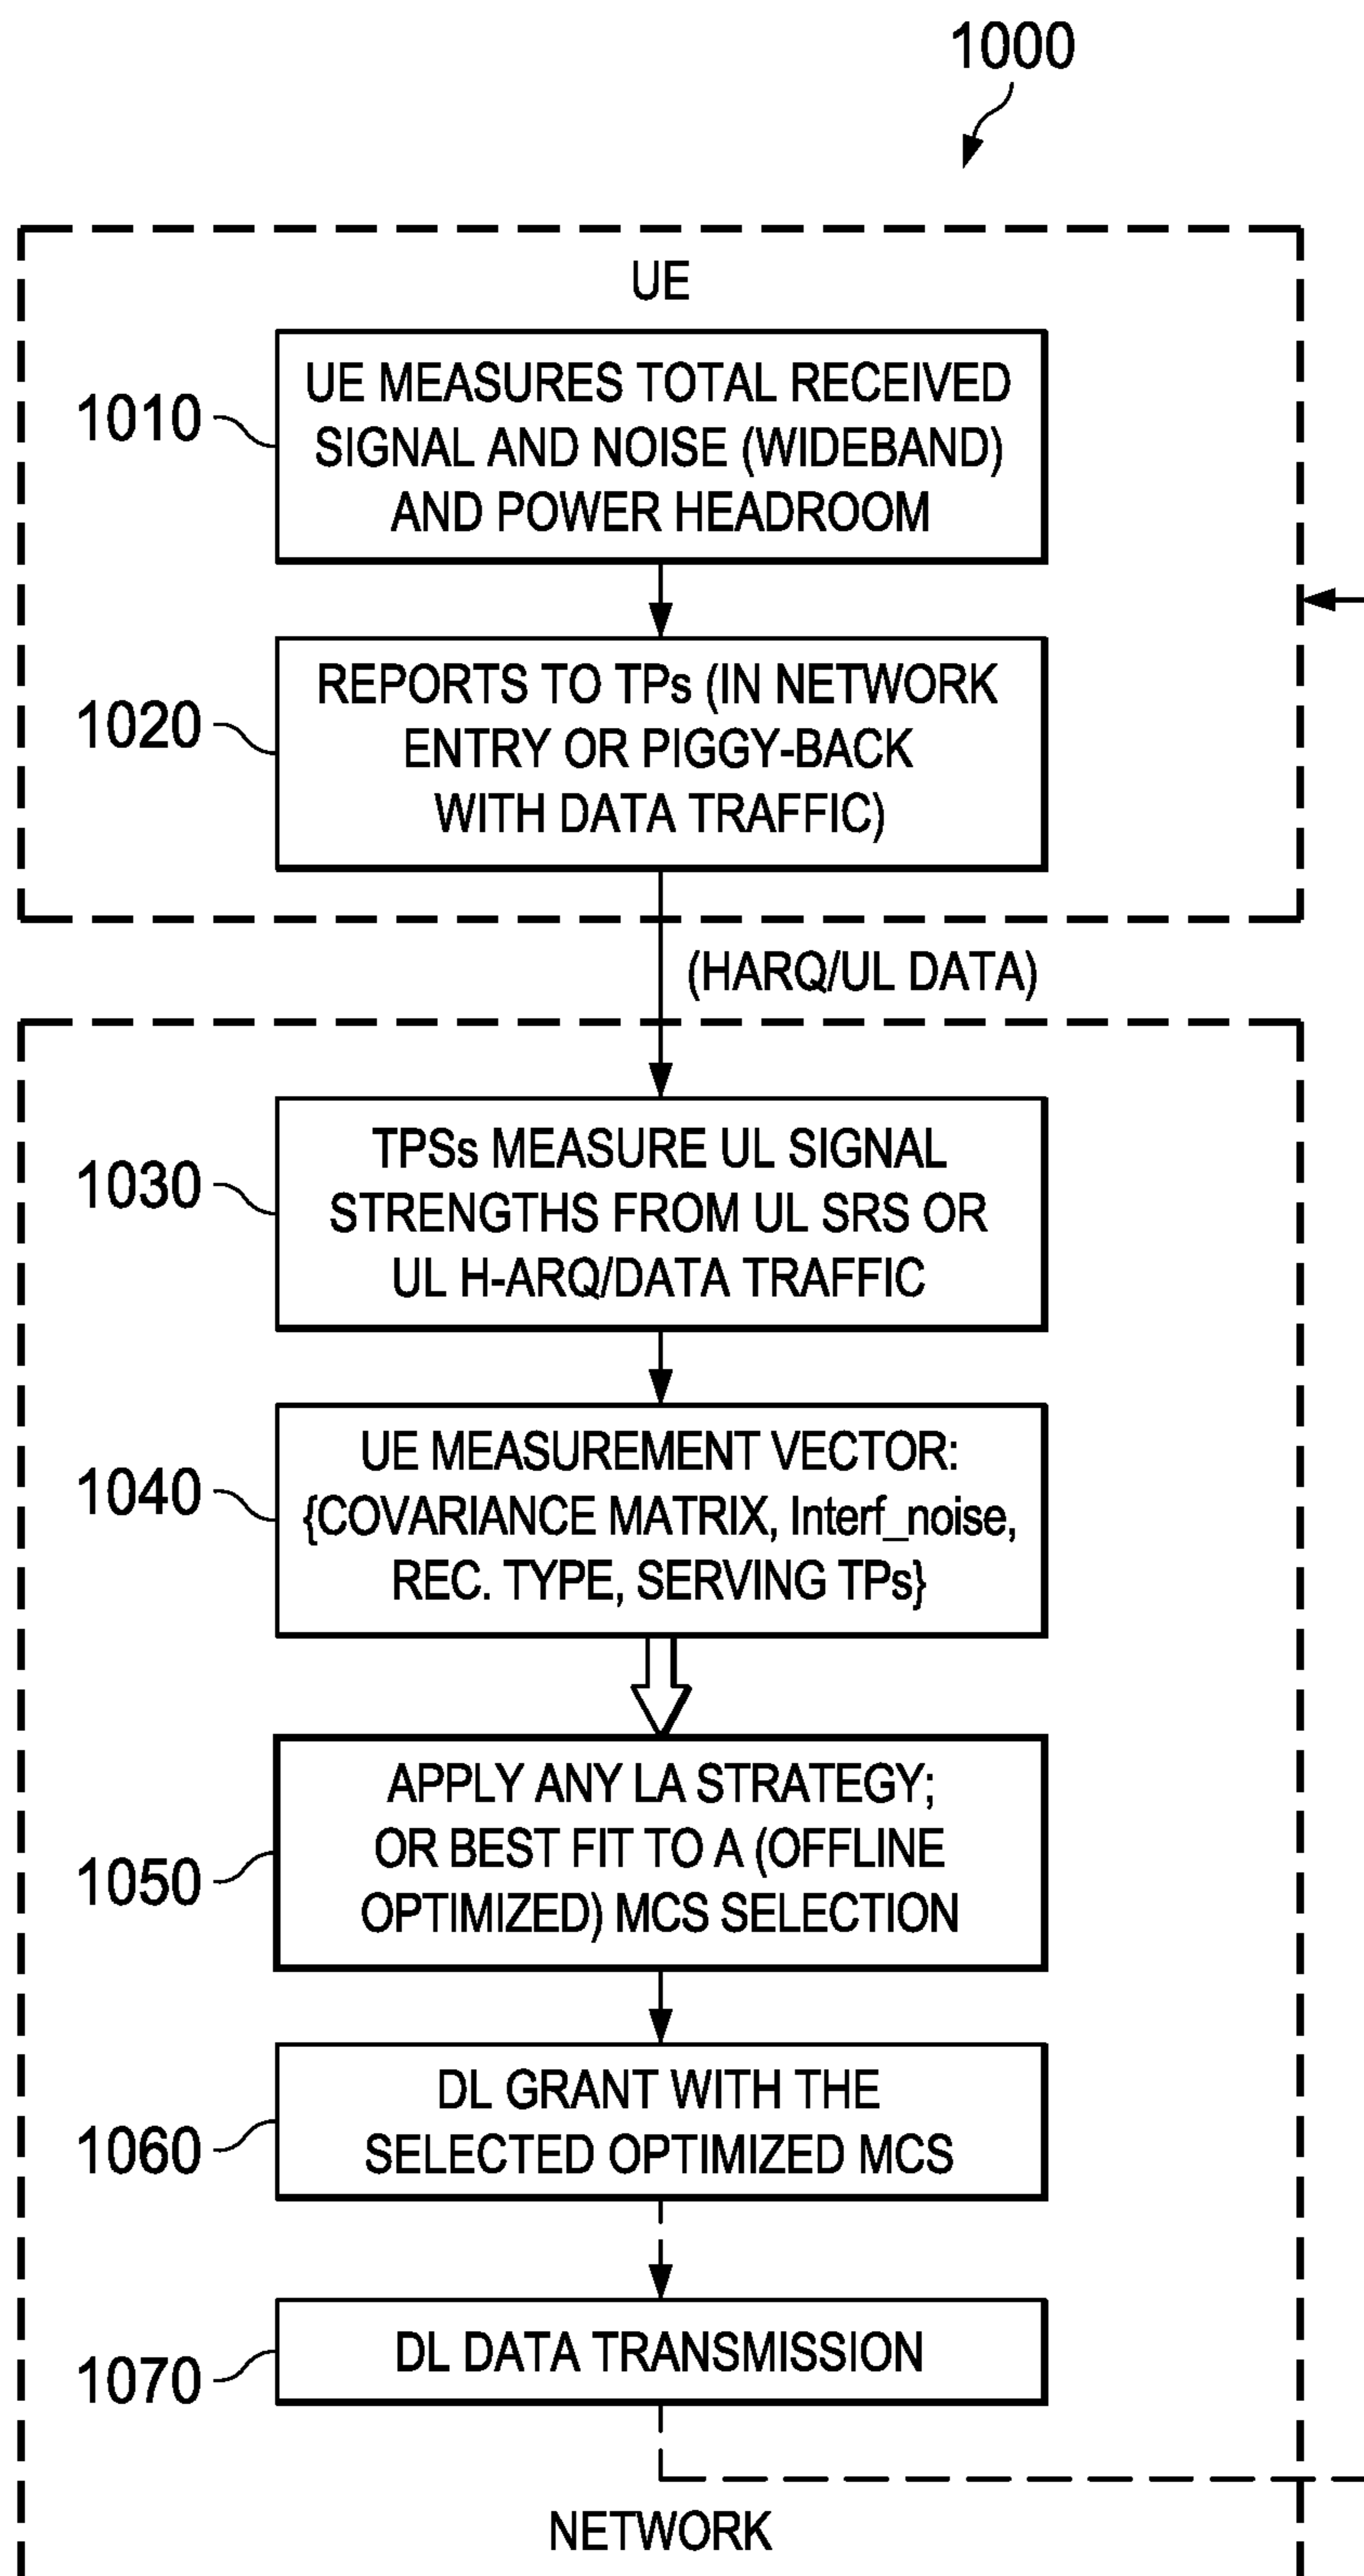 1000
UE
1010
UE MEASURES TOTAL RECEIVED
SIGNAL AND NOISE (WIDEBAND)
AND POWER HEADROOM
1020
REPORTS TO TPs (IN NETWORK
ENTRY OR PIGGY-BACK
WITH DATA TRAFFIC)
(HARQ/UL DATA)
1030
TPSs MEASURE UL SIGNAL
STRENGTHS FROM UL SRS OR
UL H-ARQ/DATA TRAFFIC
1040
UE MEASUREMENT VECTOR:
{COVARIANCE MATRIX, Interf_noise,
REC. TYPE, SERVING TPs}
1050
APPLY ANY LA STRATEGY;
OR BEST FIT TO A (OFFLINE
OPTIMIZED) MCS SELECTION
1060
DL GRANT WITH THE
SELECTED OPTIMIZED MCS
1070
DL DATA TRANSMISSION
NETWORK